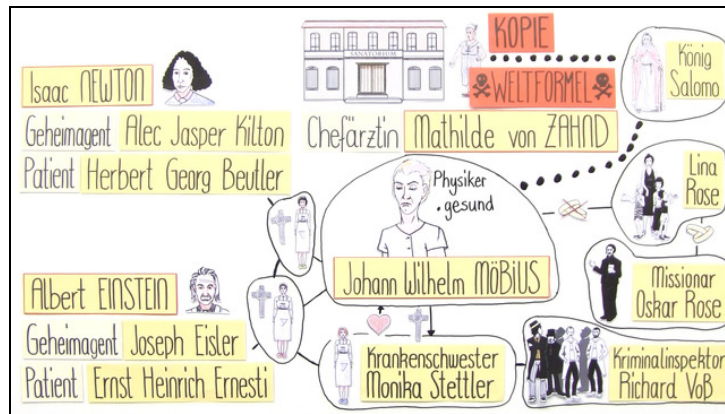 Isaac NEWTON
Geheimagent Alec Jasper Kilton
Patient Herbert Georg Beutler
SANATORIUM
KOPIE
WELTFORMEL
König
Salomo
Chefärztin Mathilde von ZAHND
Physiker
gesund
Johann Wilhelm MÖBiUS
Lina
Rose
Missionar
Oskar Rose
Albert EINSTEIN
Geheimagent Joseph Eisler
Patient Ernst Heinrich Ernesti
Krankenschwester
Monika Stettler
Kriminalinspektor
Richard Voß